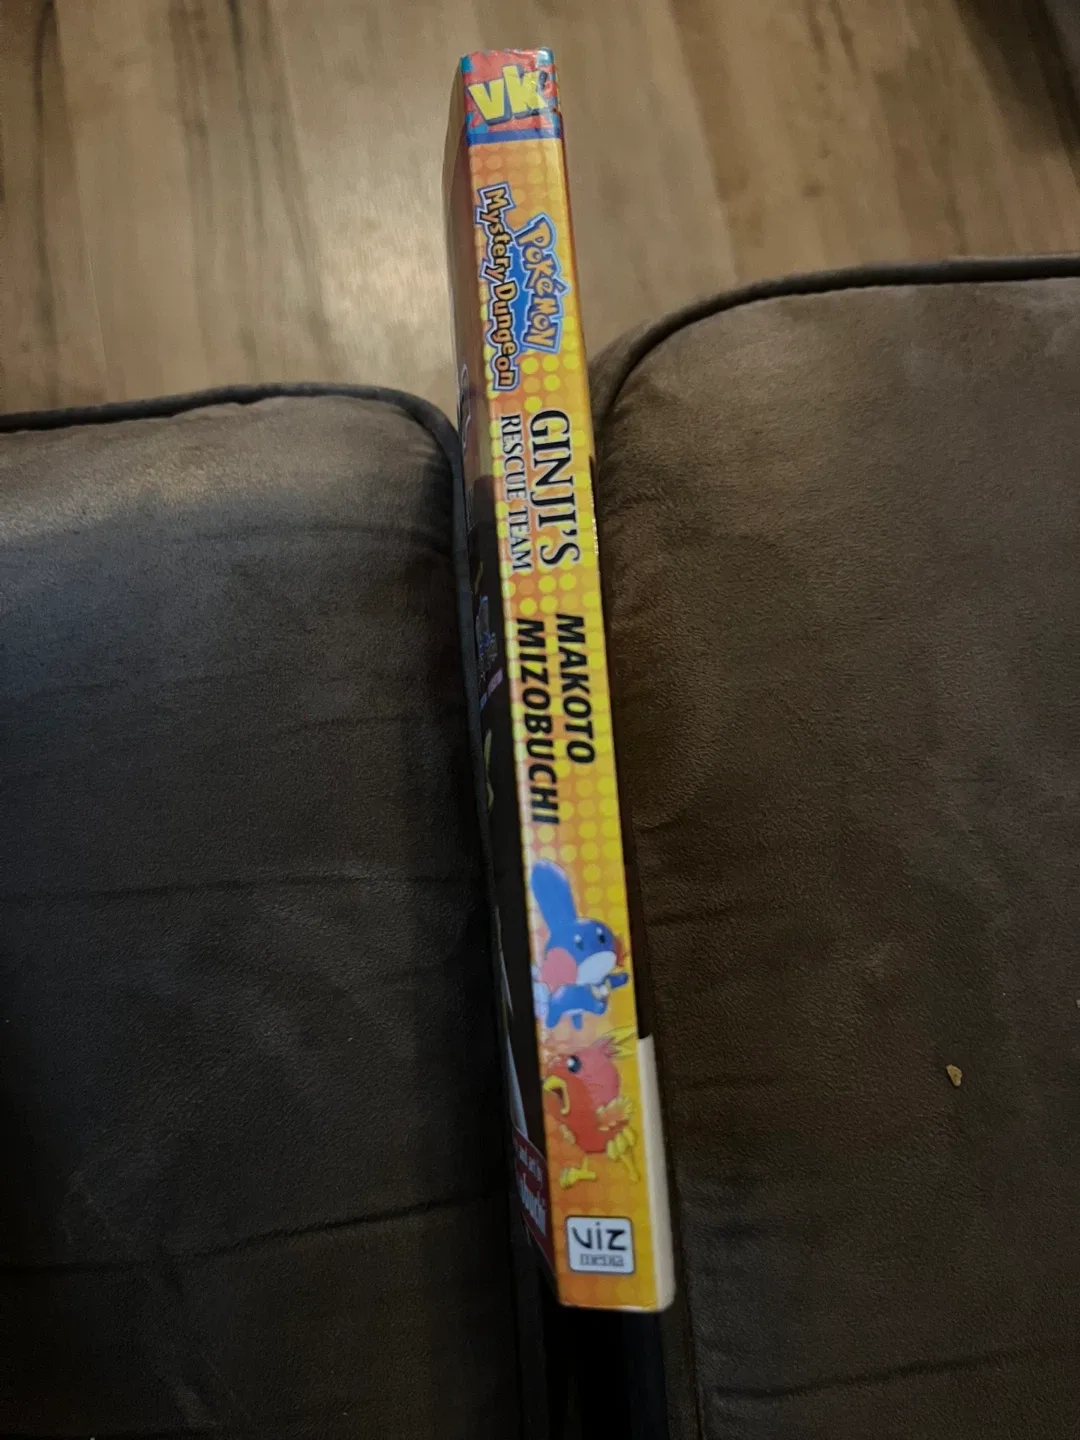 VK
POKÉMON
Mystery Dungeon
GINJI'S
RESCUE TEAM
MAKOTO
MIZOBUCHI
VIZ
media